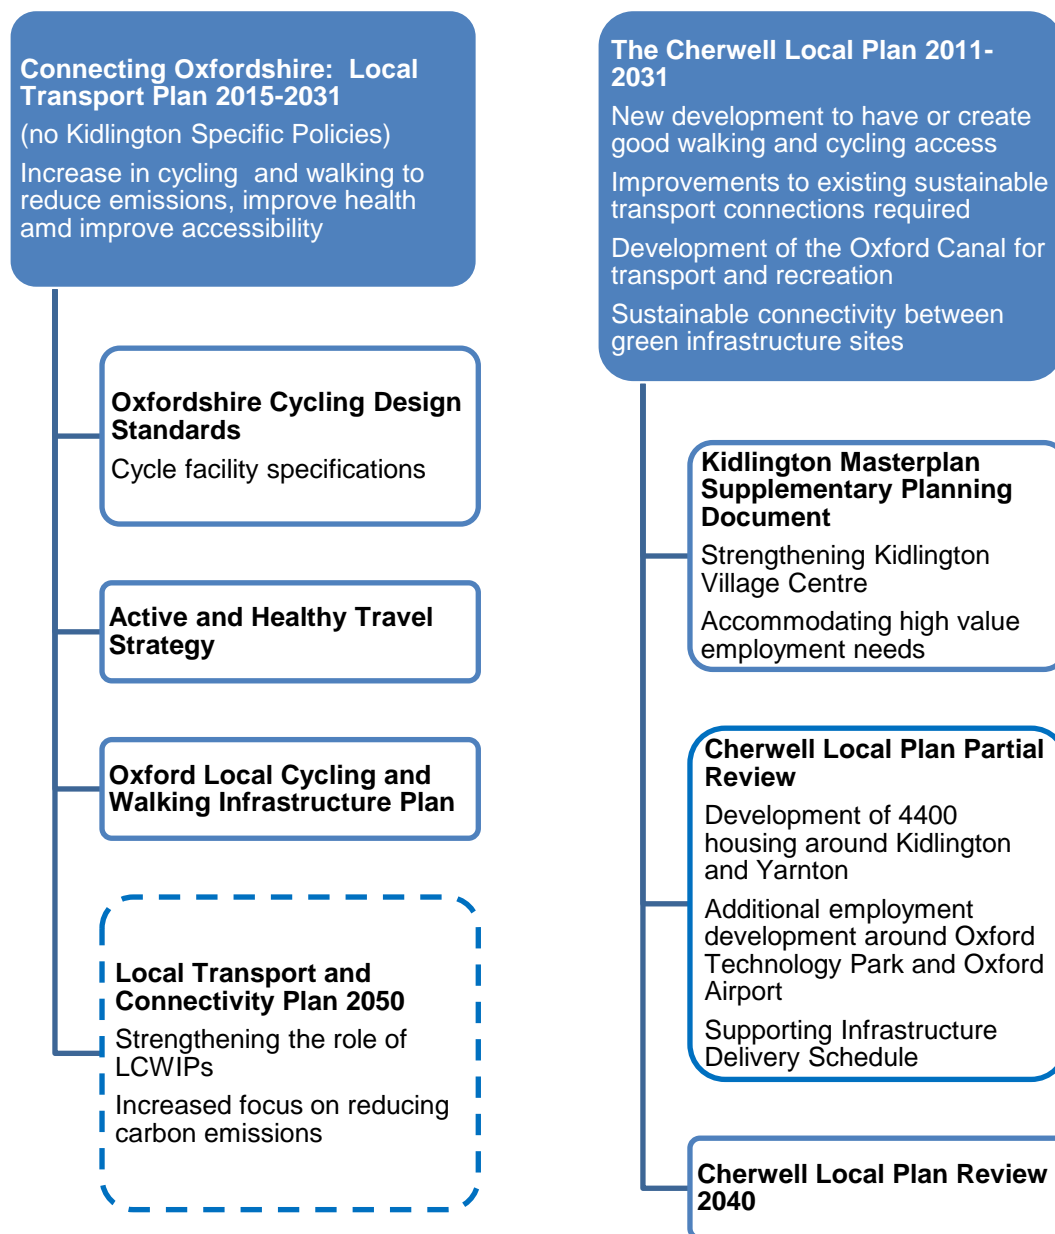 Connecting Oxfordshire: Local
Transport Plan 2015-2031
(no Kidlington Specific Policies)
Increase in cycling and walking to
reduce emissions, improve health
amd improve accessibility
Oxfordshire Cycling Design
Standards
Cycle facility specifications
Active and Healthy Travel
Strategy
Oxford Local Cycling and
Walking Infrastructure Plan
Local Transport and
Connectivity Plan 2050
Strengthening the role of
LCWIPs
Increased focus on reducing
carbon emissions
The Cherwell Local Plan 2011-
2031
New development to have or create
good walking and cycling access
Improvements to existing sustainable
transport connections required
Development of the Oxford Canal for
transport and recreation
Sustainable connectivity between
green infrastructure sites
Kidlington Masterplan
Supplementary Planning
Document
Strengthening Kidlington
Village Centre
Accommodating high value
employment needs
Cherwell Local Plan Partial
Review
Development of 4400
housing around Kidlington
and Yarnton
Additional employment
development around Oxford
Technology Park and Oxford
Airport
Supporting Infrastructure
Delivery Schedule
Cherwell Local Plan Review
2040